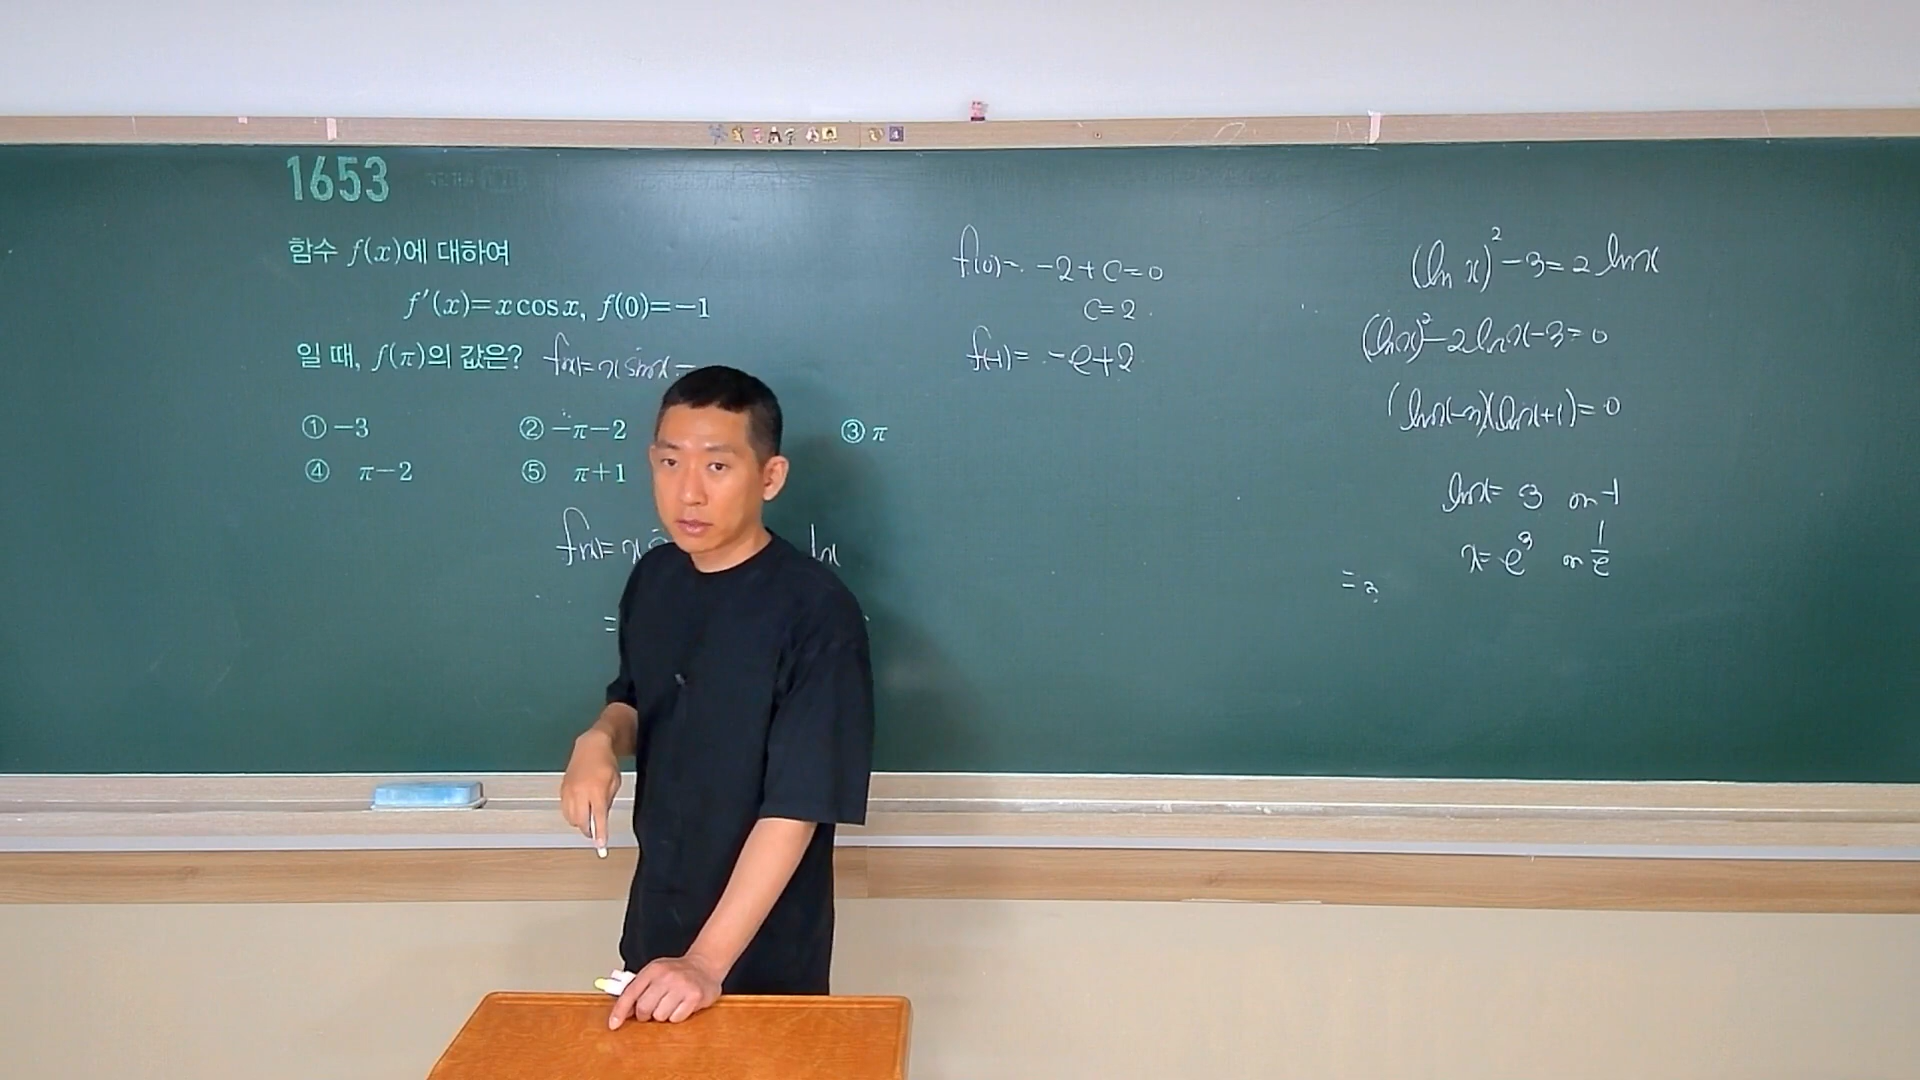 1653
함수 f(x)에 대하여
f'(x)=x cos x, f(0)=-1
일 때, f(π)의 값은? f(x)=x sin x -
① -3 ② -π-2 ③ π
④ π-2 ⑤ π+1
f(x)= x
=
f(0)= -2+C=0
C=2
f(-1)= -e+2
(ln x)²-3=2 ln x
(ln x)²-2 ln x-3=0
(ln x-3)(ln x+1)=0
ln x= 3 or -1
x= e³ or 1/e
=